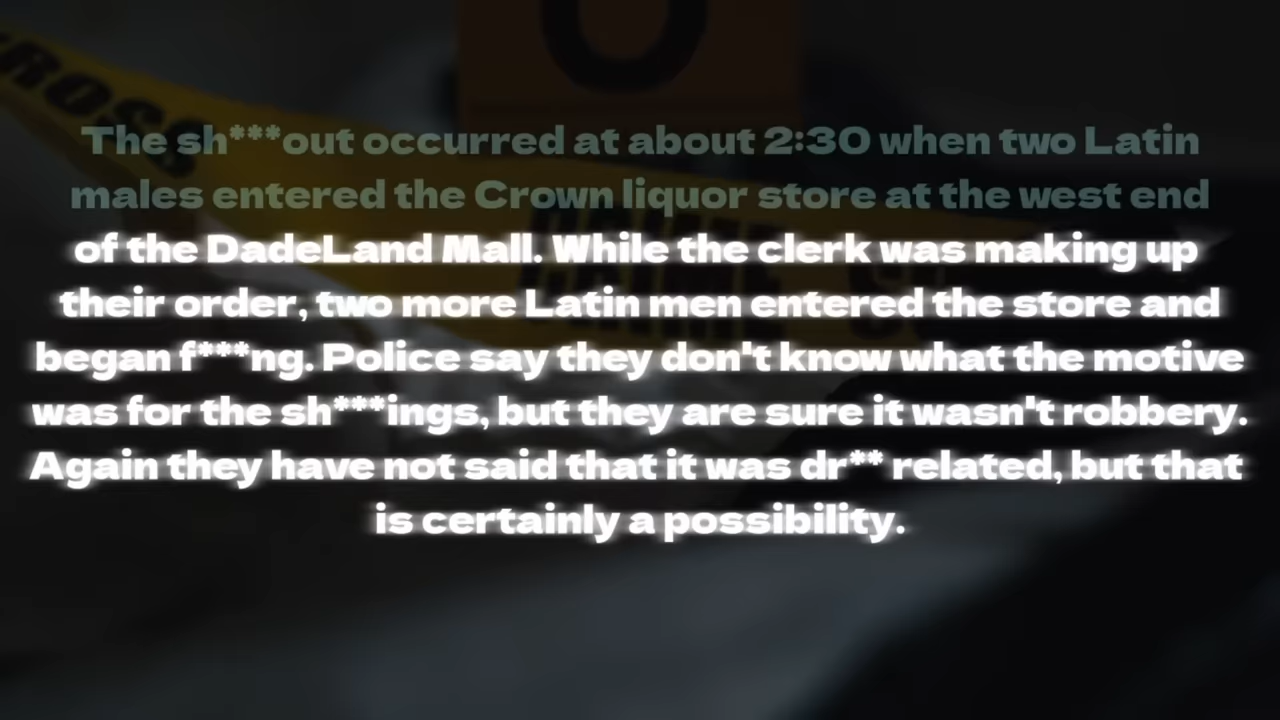 The sh***out occurred at about 2:30 when two Latin
males entered the Crown liquor store at the west end
of the DadeLand Mall. While the clerk was making up
their order, two more Latin men entered the store and
began f***ng. Police say they don't know what the motive
was for the sh***ings, but they are sure it wasn't robbery.
Again they have not said that it was dr** related, but that
is certainly a possibility.